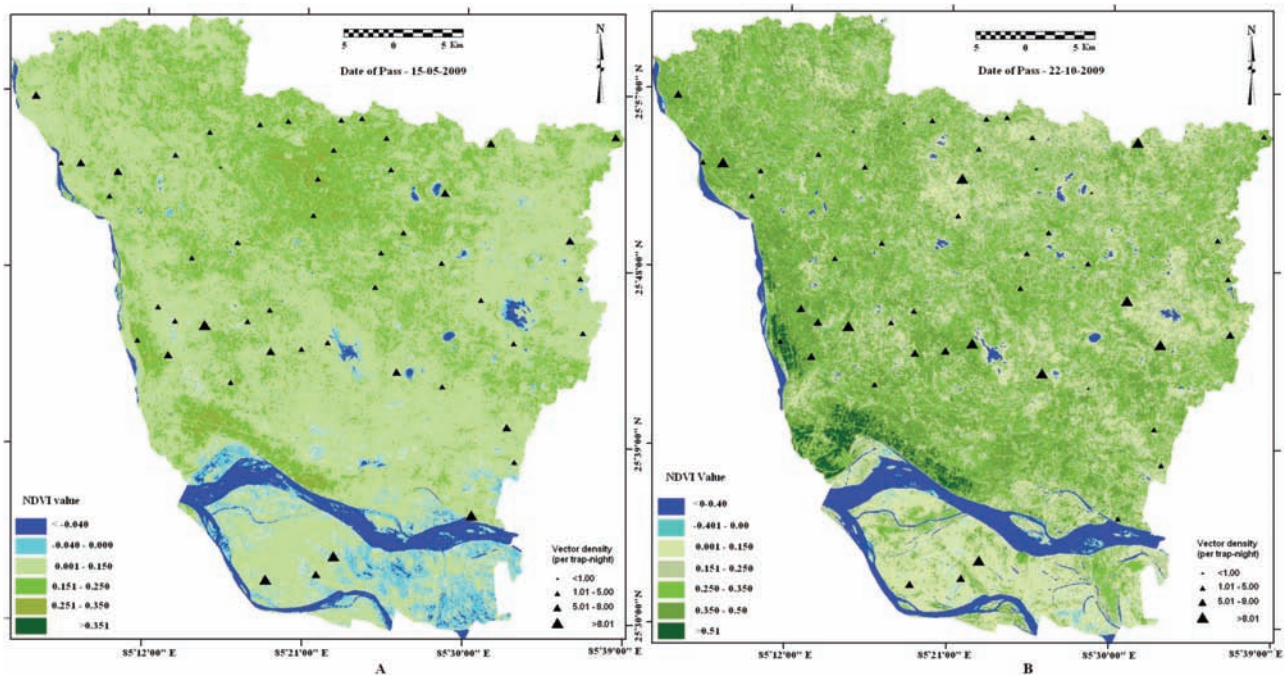 N
5 0 5 Km
Date of Pass - 15-05-2009
25°57'00" N
25°48'00" N
25°39'00" N
25°30'00" N
NDVI value
< -0.040
-0.040 - 0.000
0.001 - 0.150
0.151 - 0.250
0.251 - 0.350
>0.351
Vector density
(per trap-night)
<1.00
1.01 - 5.00
5.01 - 8.00
>8.01
85°12'00" E
85°21'00" E
85°30'00" E
85°39'00" E
A
N
5 0 5 Km
Date of Pass - 22-10-2009
NDVI value
<0-0.40
-0.401 - 0.00
0.001 - 0.150
0.151 - 0.250
0.250 - 0.350
0.350 - 0.50
>0.51
Vector density
(per trap-night)
<1.00
1.01 - 5.00
5.01 - 8.00
>8.01
85°12'00" E
85°21'00" E
85°30'00" E
85°39'00" E
B